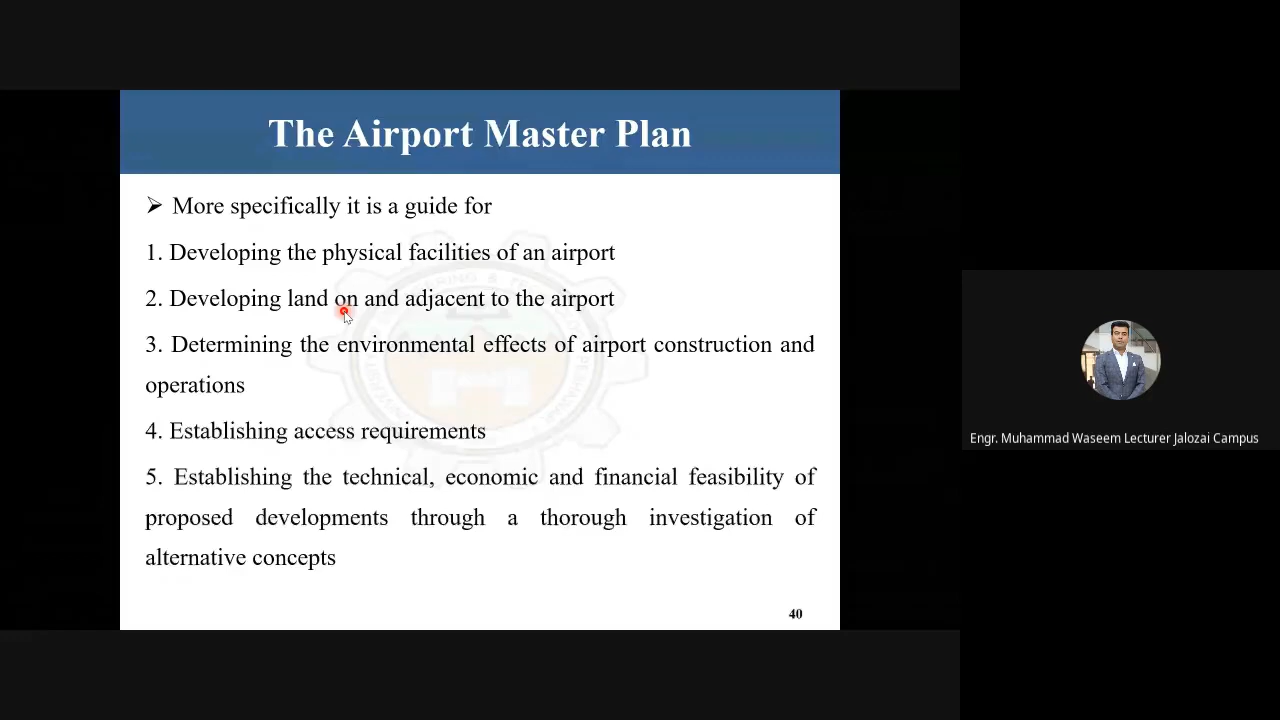 The Airport Master Plan
➢ More specifically it is a guide for
1. Developing the physical facilities of an airport
2. Developing land on and adjacent to the airport
3. Determining the environmental effects of airport construction and
operations
4. Establishing access requirements
5. Establishing the technical, economic and financial feasibility of
proposed developments through a thorough investigation of
alternative concepts
40
Engr. Muhammad Waseem Lecturer Jalozai Campus